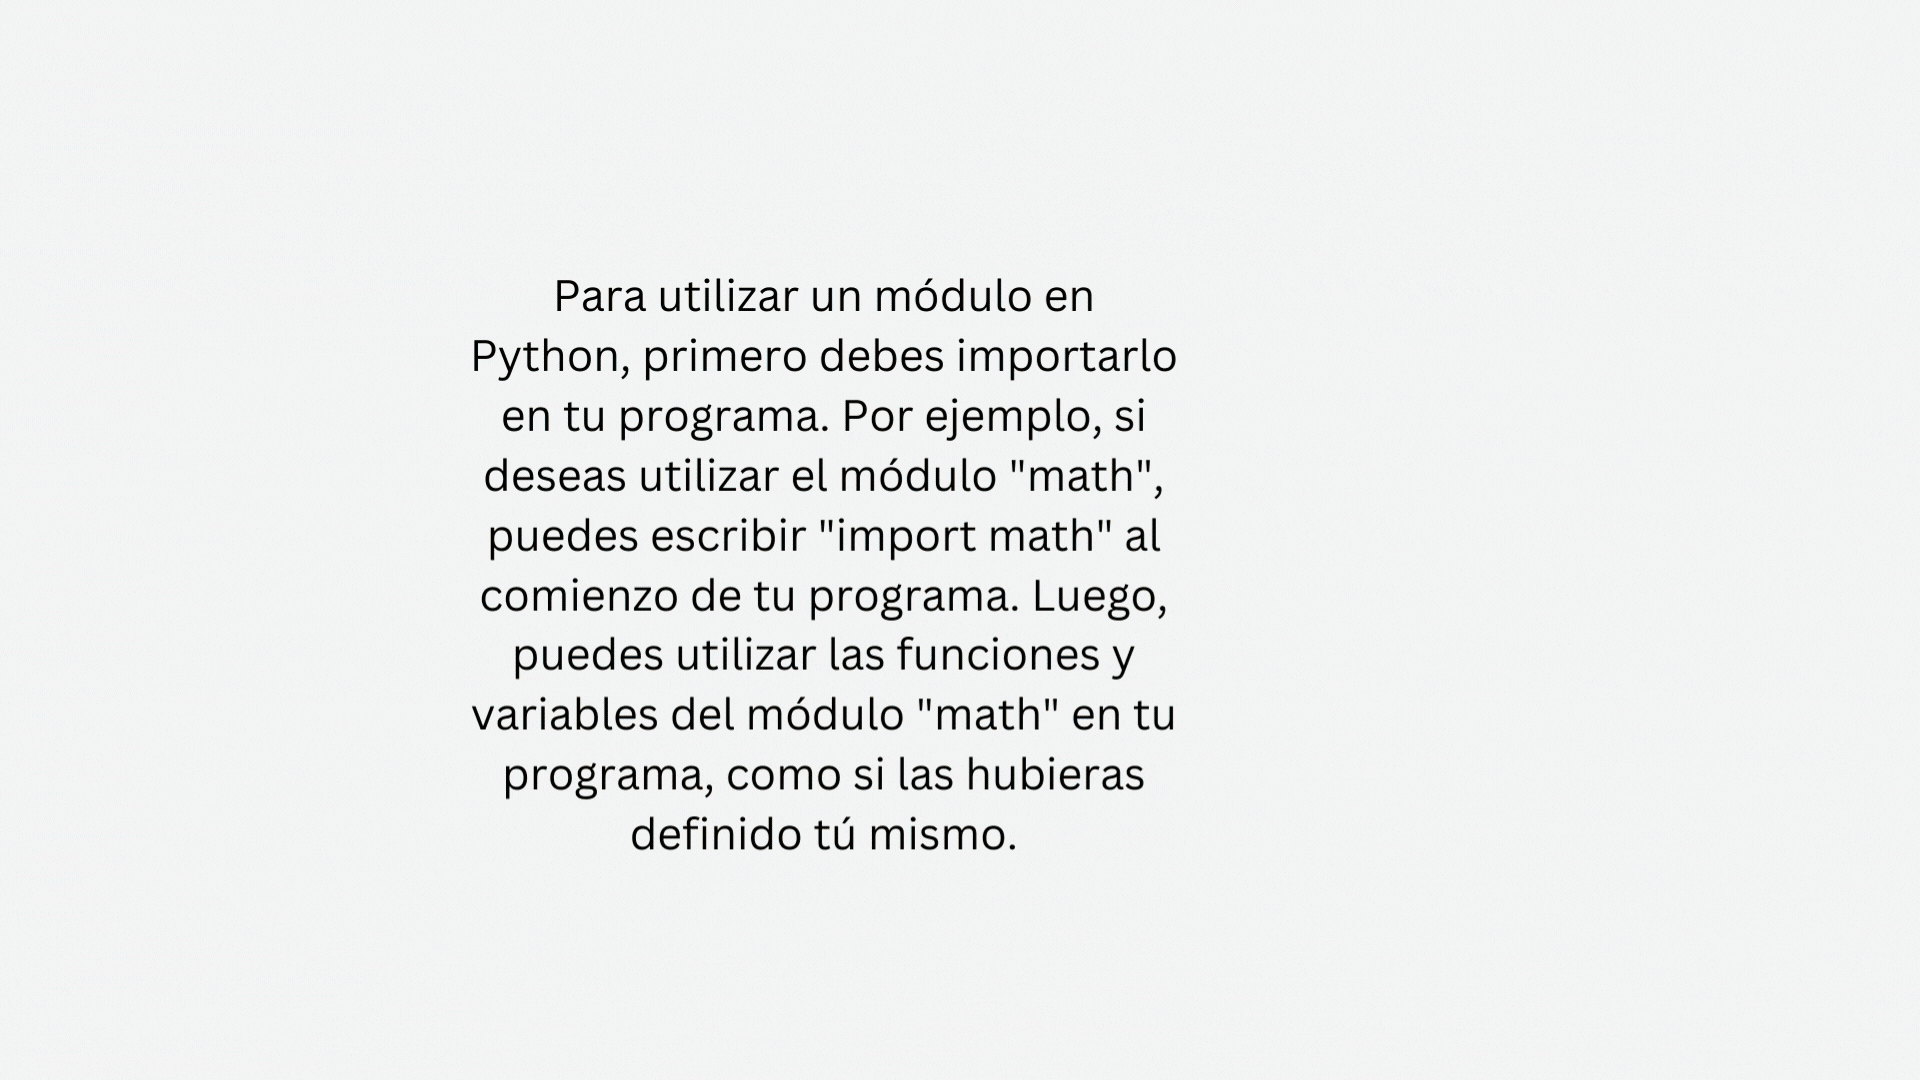 Para utilizar un módulo en
Python, primero debes importarlo
en tu programa. Por ejemplo, si
deseas utilizar el módulo "math",
puedes escribir "import math" al
comienzo de tu programa. Luego,
puedes utilizar las funciones y
variables del módulo "math" en tu
programa, como si las hubieras
definido tú mismo.